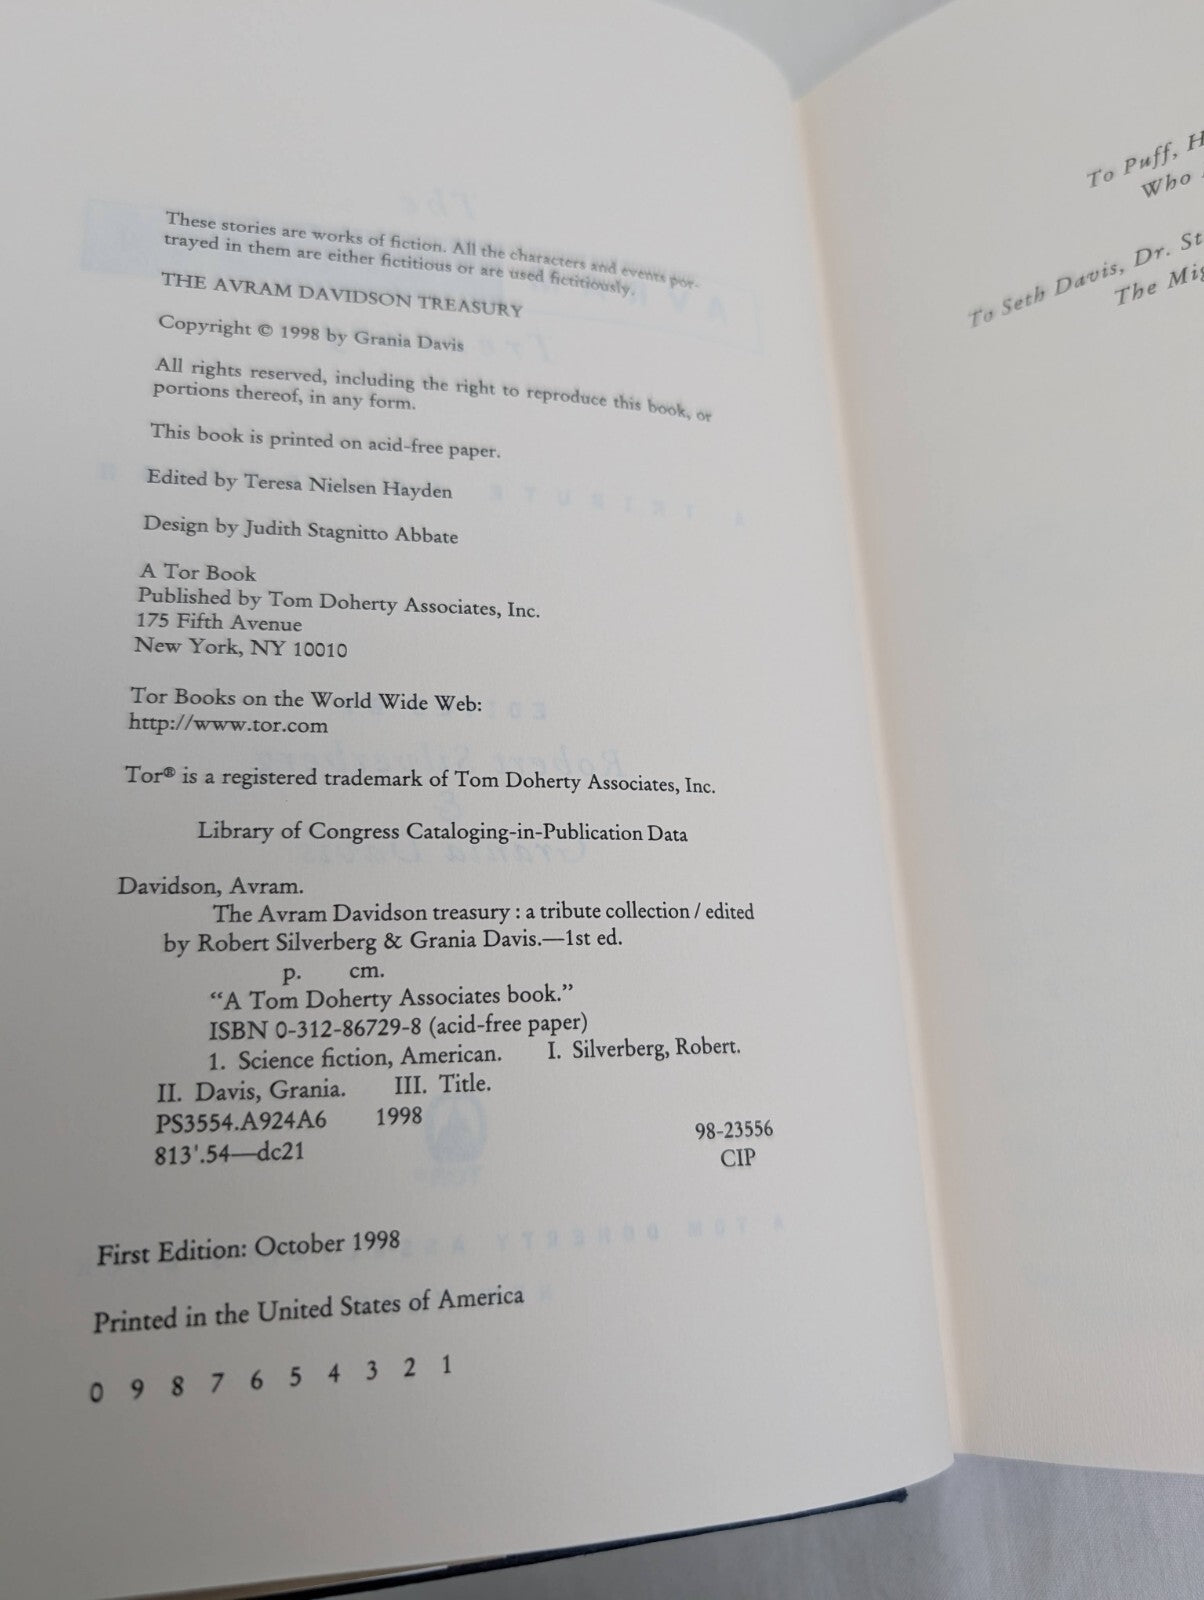 These stories are works of fiction. All the characters and events por-
trayed in them are either fictitious or are used fictitiously.
THE AVRAM DAVIDSON TREASURY
Copyright © 1998 by Grania Davis
All rights reserved, including the right to reproduce this book, or
portions thereof, in any form.
This book is printed on acid-free paper.
Edited by Teresa Nielsen Hayden
Design by Judith Stagnitto Abbate
A Tor Book
Published by Tom Doherty Associates, Inc.
175 Fifth Avenue
New York, NY 10010
Tor Books on the World Wide Web:
http://www.tor.com
Tor® is a registered trademark of Tom Doherty Associates, Inc.
Library of Congress Cataloging-in-Publication Data
Davidson, Avram.
The Avram Davidson treasury : a tribute collection / edited
by Robert Silverberg & Grania Davis.—1st ed.
p. cm.
"A Tom Doherty Associates book."
ISBN 0-312-86729-8 (acid-free paper)
1. Science fiction, American. I. Silverberg, Robert.
II. Davis, Grania. III. Title.
PS3554.A924A6 1998
813'.54—dc21
98-23556
CIP
First Edition: October 1998
Printed in the United States of America
0 9 8 7 6 5 4 3 2 1
To Puff, H
Who
To Seth Davis, Dr. St
The Mig